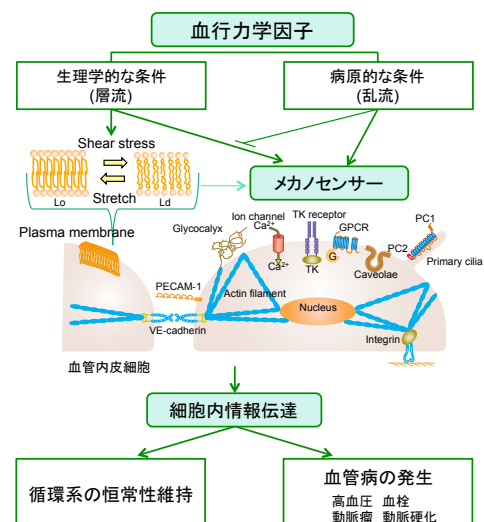 血行力学因子
生理学的な条件
(層流)
病原的な条件
(乱流)
Shear stress
Stretch
Lo
Ld
メカノセンサー
Plasma membrane
Glycocalyx
Ion channel
Ca2+
Ca2+
TK receptor
TK
GPCR
G
PC1
PC2
Primary cilia
Caveolae
PECAM-1
Actin filament
Nucleus
VE-cadherin
Integrin
血管内皮細胞
細胞内情報伝達
循環系の恒常性維持
血管病の発生
高血圧 血栓
動脈瘤 動脈硬化